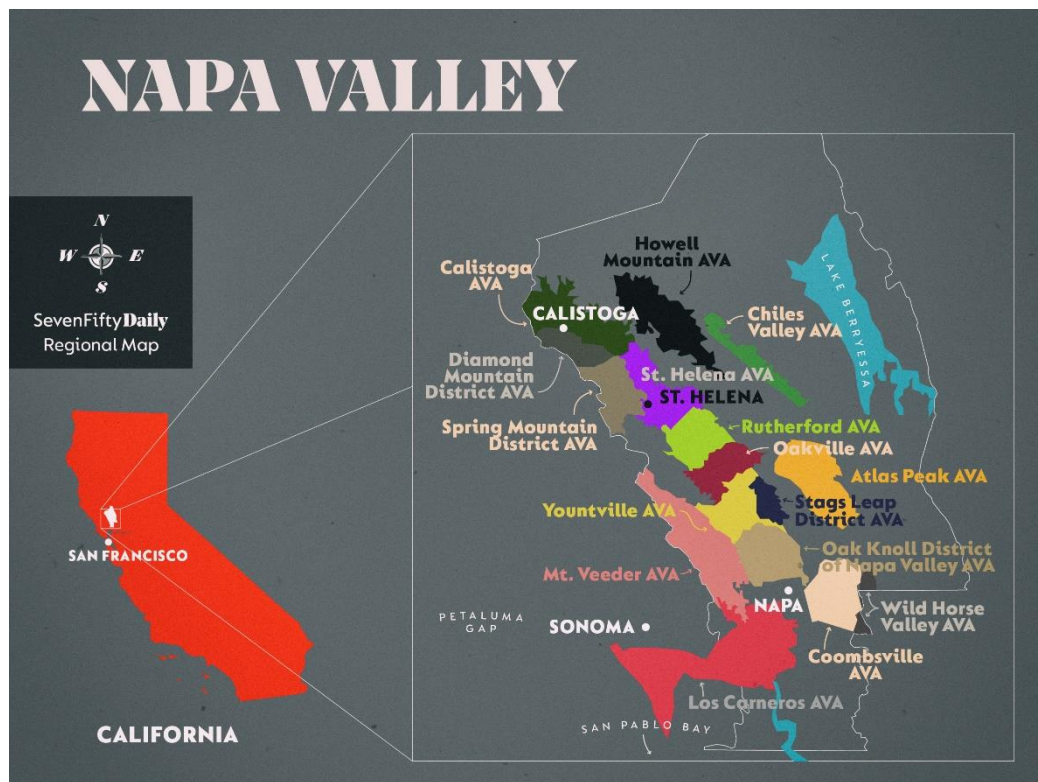 NAPA VALLEY
N
W E
S
SevenFiftyDaily
Regional Map
SAN FRANCISCO
CALIFORNIA
Howell
Mountain AVA
Calistoga
AVA
CALISTOGA
Chiles
Valley AVA
LAKE BERRYESSA
Diamond
Mountain
District AVA
St. Helena AVA
ST. HELENA
Spring Mountain
District AVA
Rutherford AVA
Oakville AVA
Atlas Peak AVA
Yountville AVA
Stags Leap
District AVA
Oak Knoll District
of Napa Valley AVA
Mt. Veeder AVA
NAPA
Wild Horse
Valley AVA
PETALUMA
GAP
SONOMA
Coombsville
AVA
Los Carneros AVA
SAN PABLO BAY